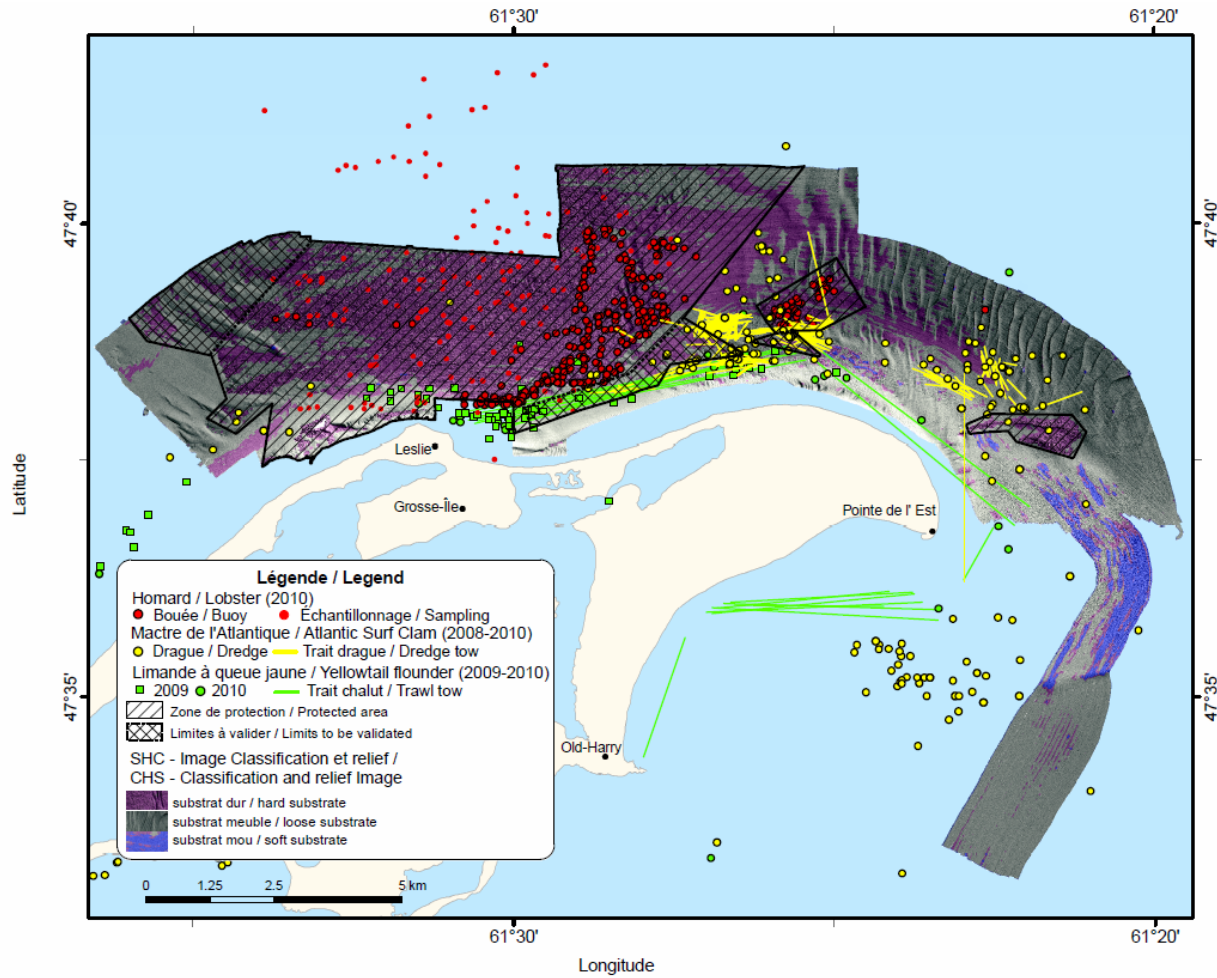 61°30'
61°20'
47°40'
47°40'
Latitude
Leslie
Grosse-Île
Pointe de l' Est
Légende / Legend
Homard / Lobster (2010)
Bouée / Buoy
Échantillonnage / Sampling
Mactre de l'Atlantique / Atlantic Surf Clam (2008-2010)
Drague / Dredge
Trait drague / Dredge tow
Limande à queue jaune / Yellowtail flounder (2009-2010)
2009
2010
Trait chalut / Trawl tow
Zone de protection / Protected area
Limites à valider / Limits to be validated
SHC - Image Classification et relief /
CHS - Classification and relief Image
substrat dur / hard substrate
substrat meuble / loose substrate
substrat mou / soft substrate
47°35'
47°35'
Old-Harry
0
1.25
2.5
5 km
61°30'
61°20'
Longitude